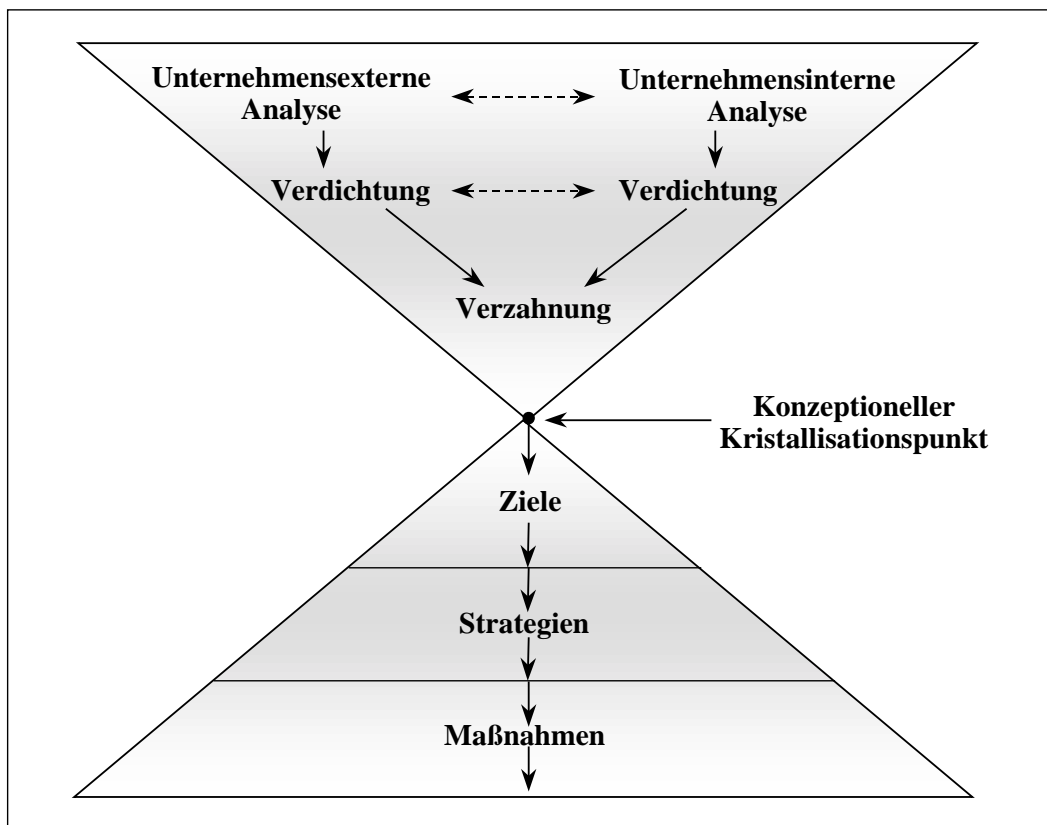 Unternehmensexterne
Analyse
Unternehmensinterne
Analyse
Verdichtung
Verdichtung
Verzahnung
Konzeptioneller
Kristallisationspunkt
Ziele
Strategien
Maßnahmen